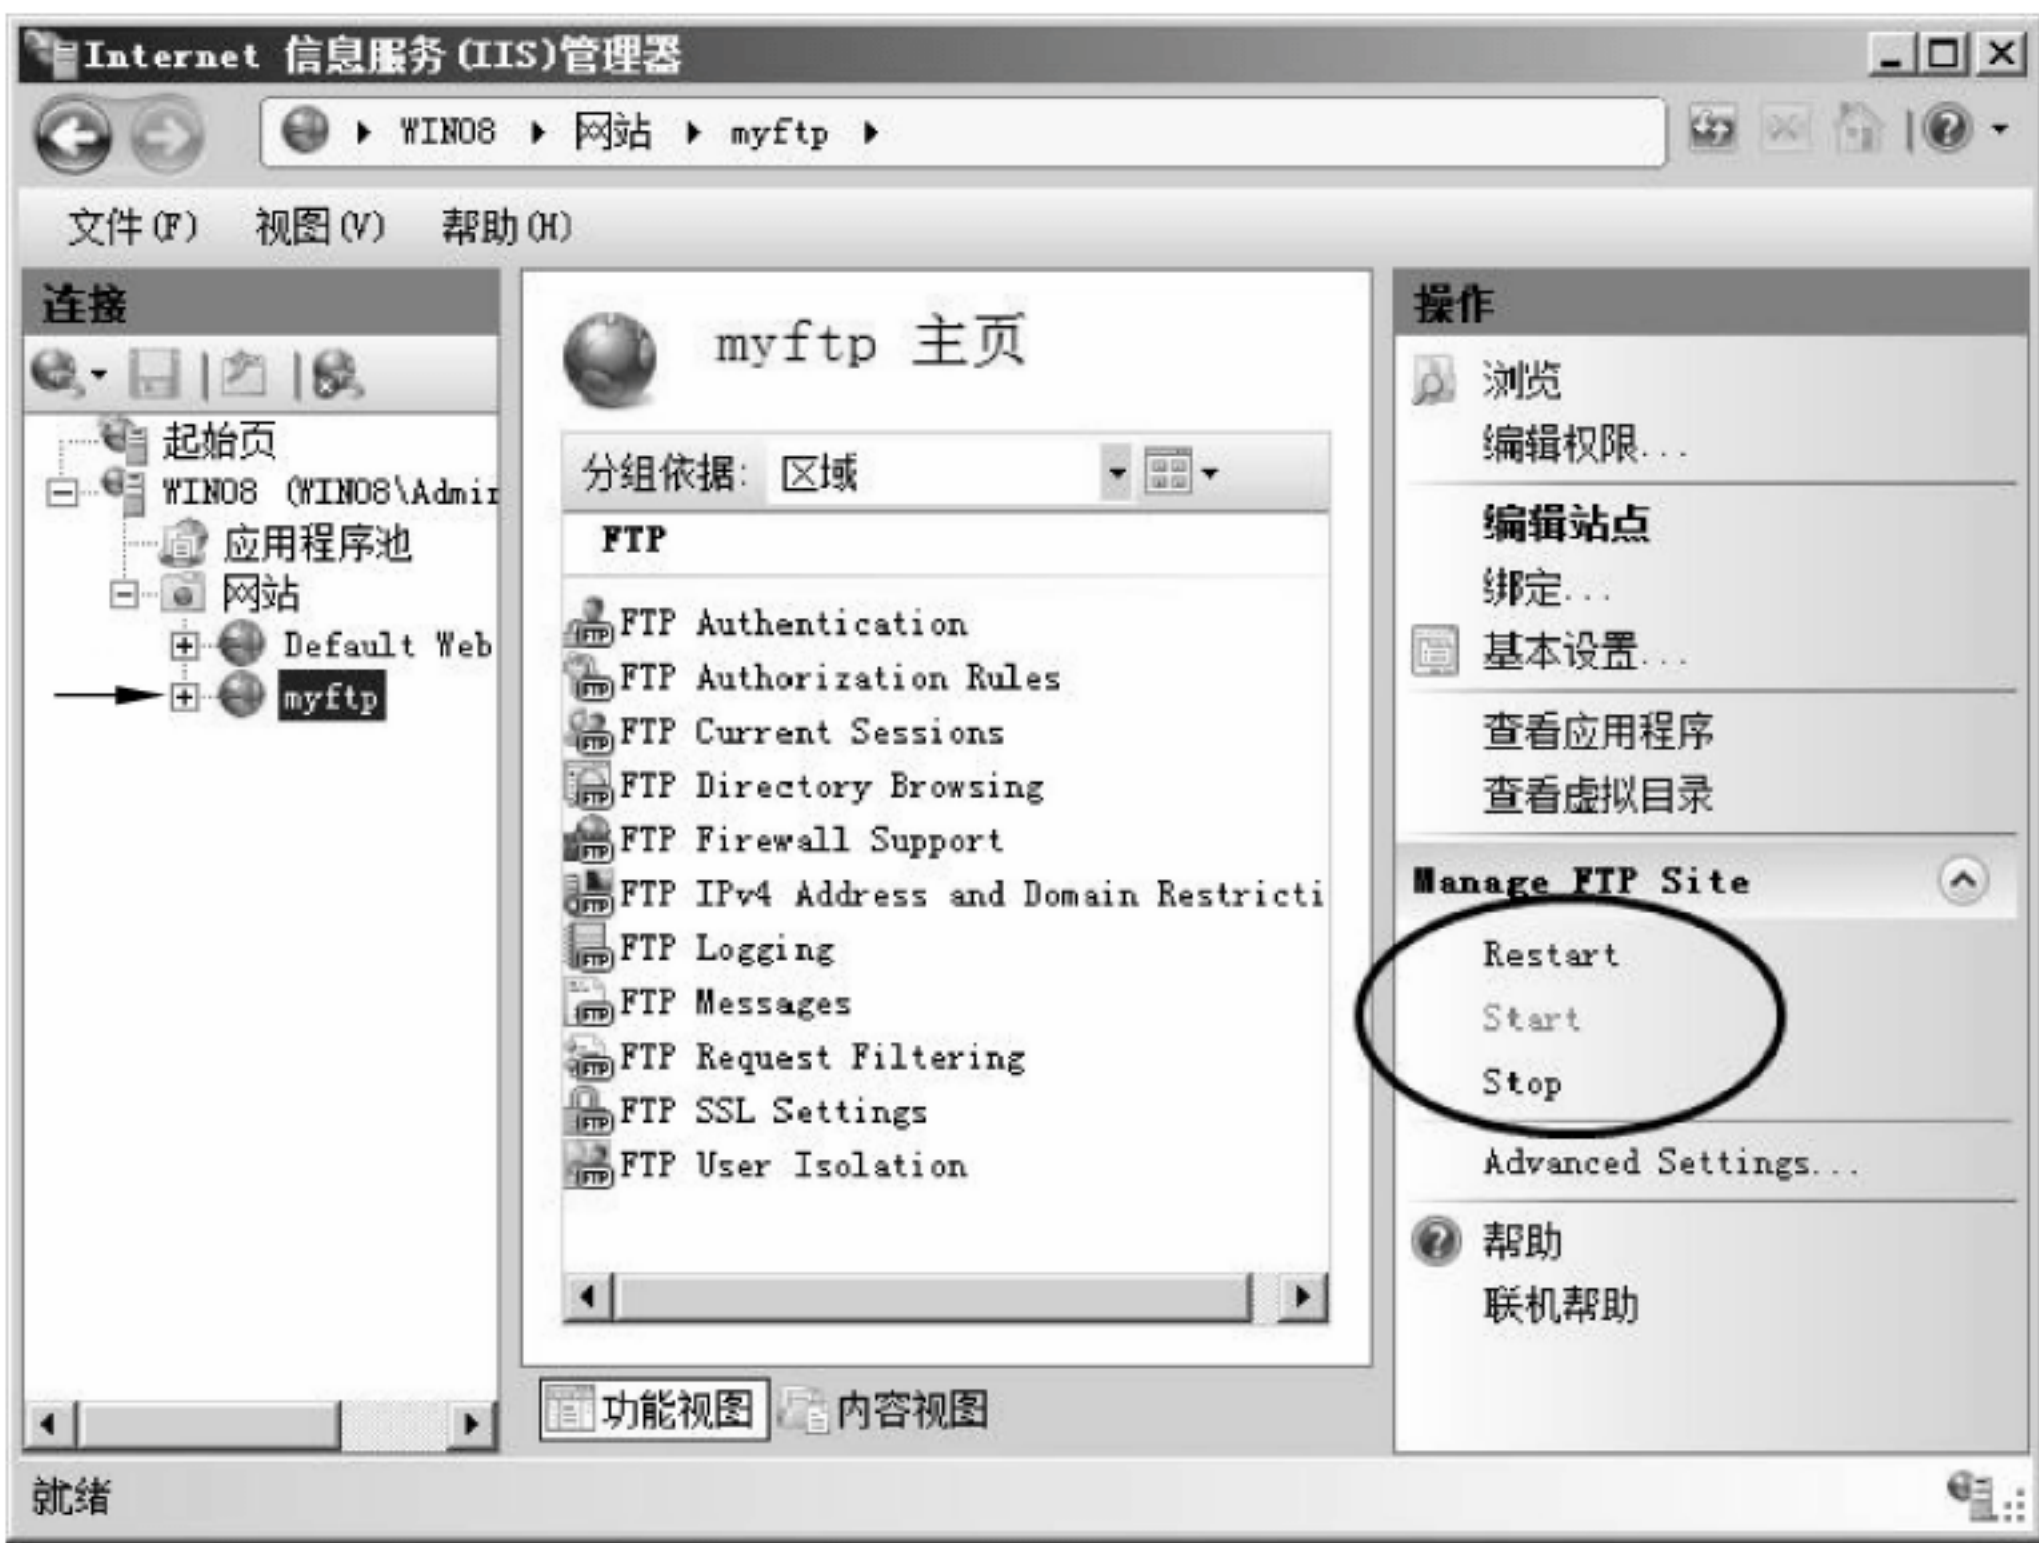 Internet 信息服务(IIS)管理器
WIN08 网站 myftp
文件(F) 视图(V) 帮助(H)
连接
起始页
WIN08 (WIN08\Admin
应用程序池
网站
Default Web
myftp
myftp 主页
分组依据: 区域
FTP
FTP Authentication
FTP Authorization Rules
FTP Current Sessions
FTP Directory Browsing
FTP Firewall Support
FTP IPv4 Address and Domain Restricti
FTP Logging
FTP Messages
FTP Request Filtering
FTP SSL Settings
FTP User Isolation
功能视图 内容视图
操作
浏览
编辑权限...
编辑站点
绑定...
基本设置...
查看应用程序
查看虚拟目录
Manage FTP Site
Restart
Start
Stop
Advanced Settings...
帮助
联机帮助
就绪